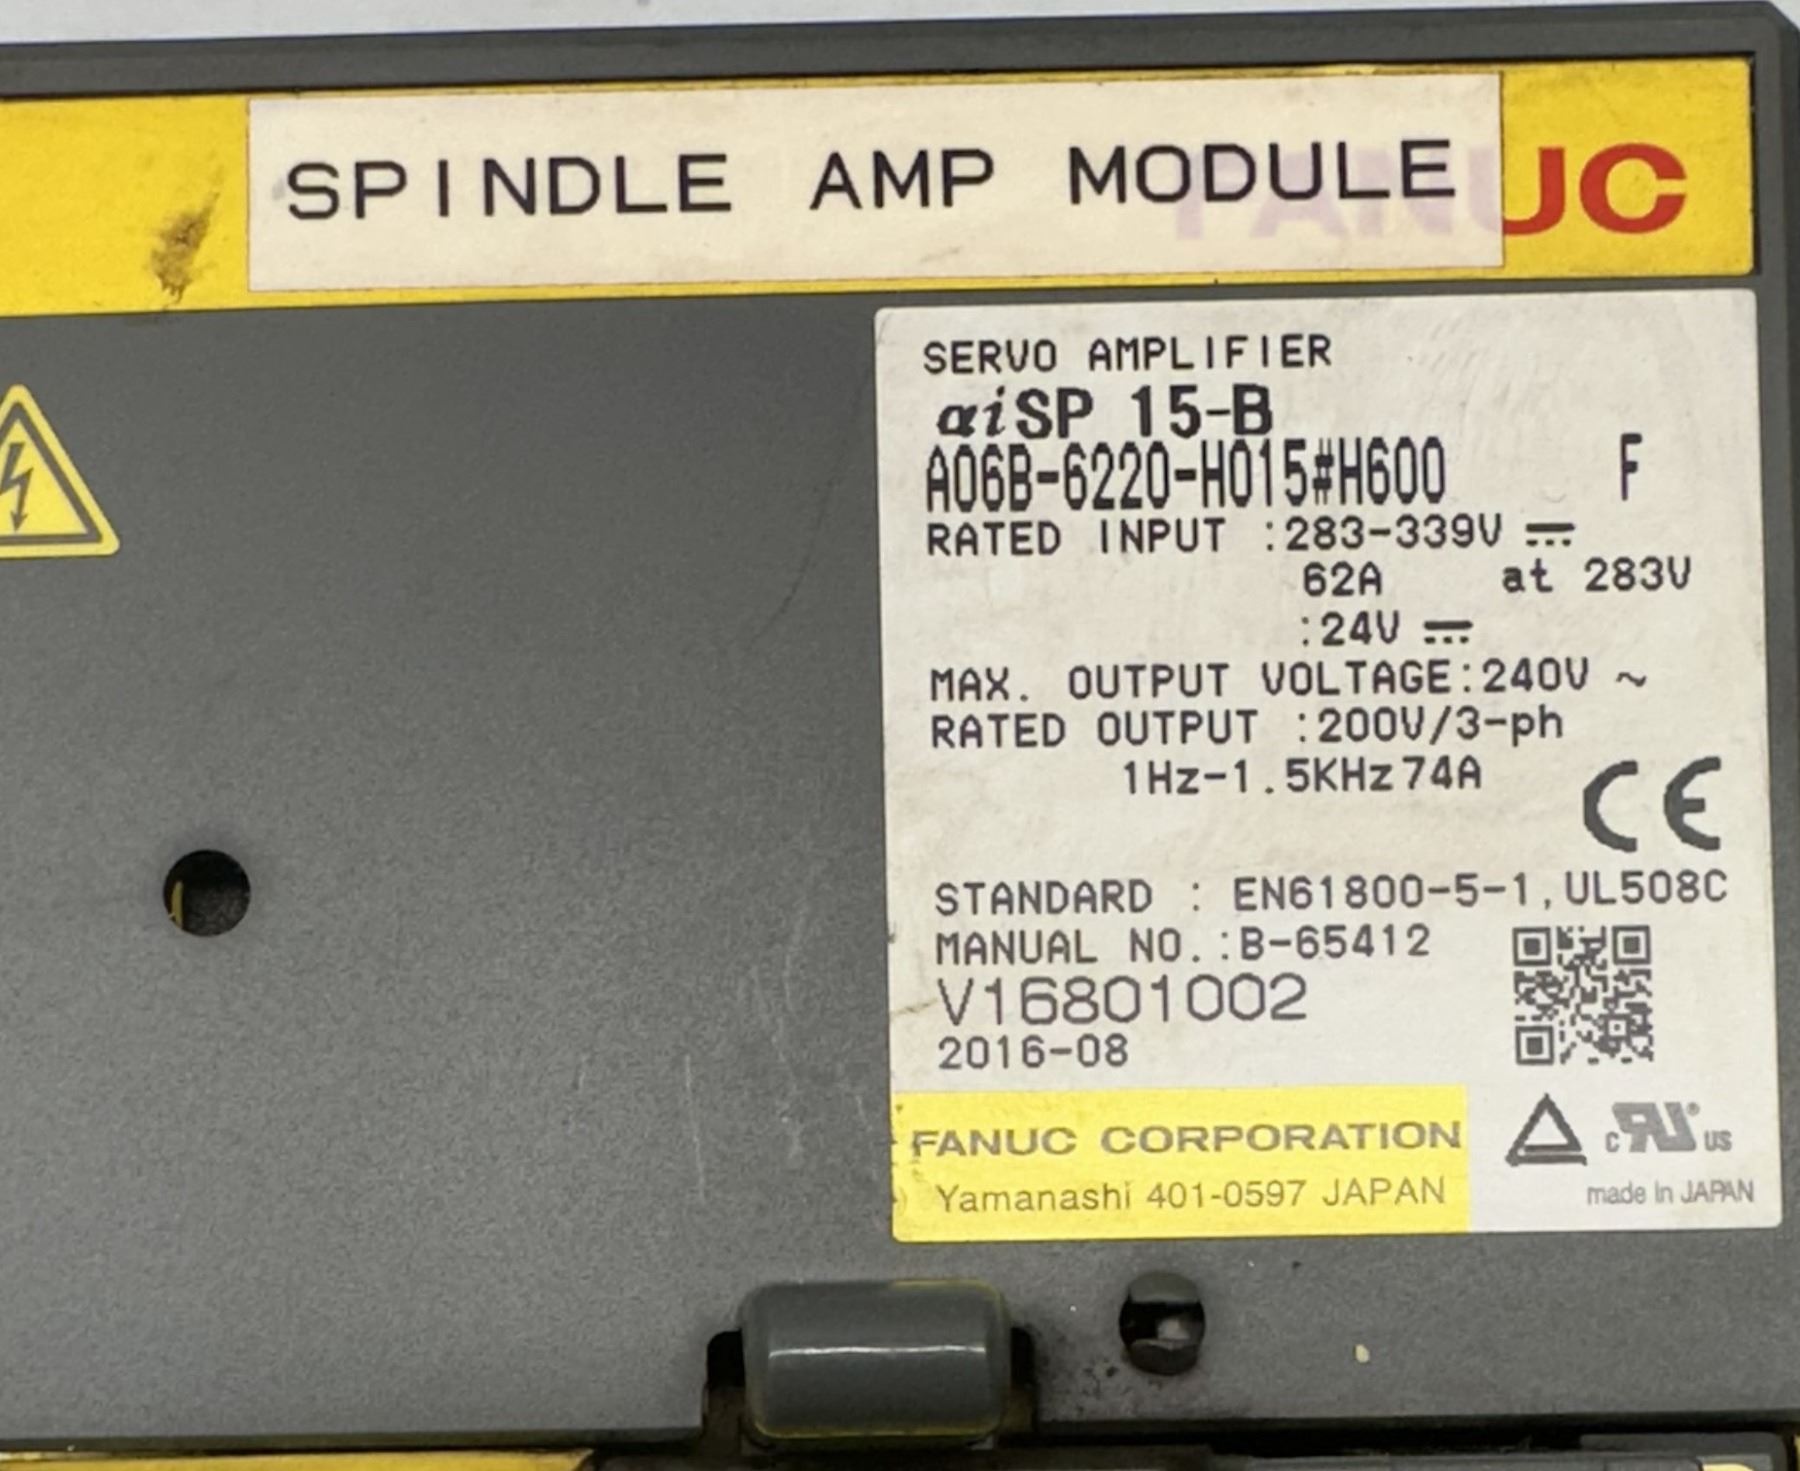 SPINDLE AMP MODULE
FANUC
SERVO AMPLIFIER
αiSP 15-B
A06B-6220-H015#H600 F
RATED INPUT :283-339V ⎓
62A at 283V
:24V ⎓
MAX. OUTPUT VOLTAGE:240V ~
RATED OUTPUT :200V/3-ph
1Hz-1.5KHz 74A
CE
STANDARD : EN61800-5-1,UL508C
MANUAL NO.:B-65412
V16801002
2016-08
FANUC CORPORATION
Yamanashi 401-0597 JAPAN
c RU US
made in JAPAN